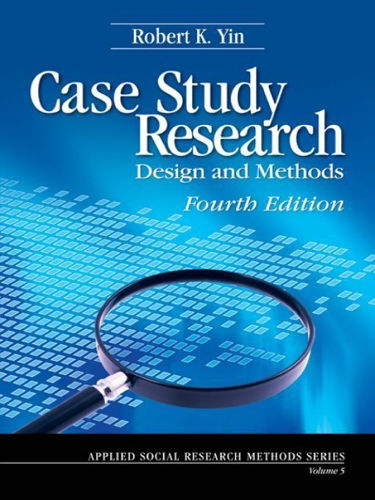 Robert K. Yin
Case Study
Research
Design and Methods
Fourth Edition
APPLIED SOCIAL RESEARCH METHODS SERIES
Volume 5